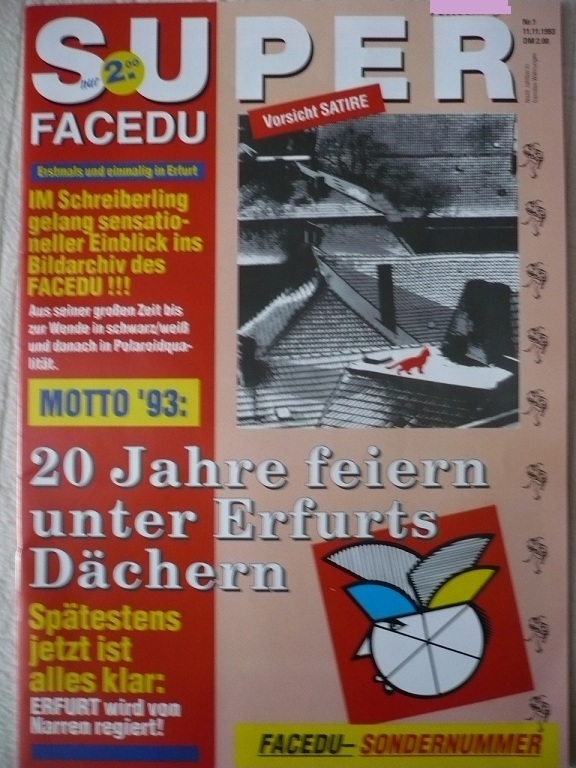 SUPER
nur 2.00
FACEDU
Nr. 1
11.11.1993
DM 2.00
Vorsicht SATIRE
Erstmals und einmalig in Erfurt
IM Schreiberling
gelang sensatio-
neller Einblick ins
Bildarchiv des
FACEDU !!!
Aus seiner großen Zeit bis
zur Wende in schwarz/weiß
und danach in Polaroidqua-
lität.
MOTTO '93:
20 Jahre feiern
unter Erfurts
Dächern
Spätestens
jetzt ist
alles klar:
ERFURT wird von
Narren regiert!
FACEDU– SONDERNUMMER